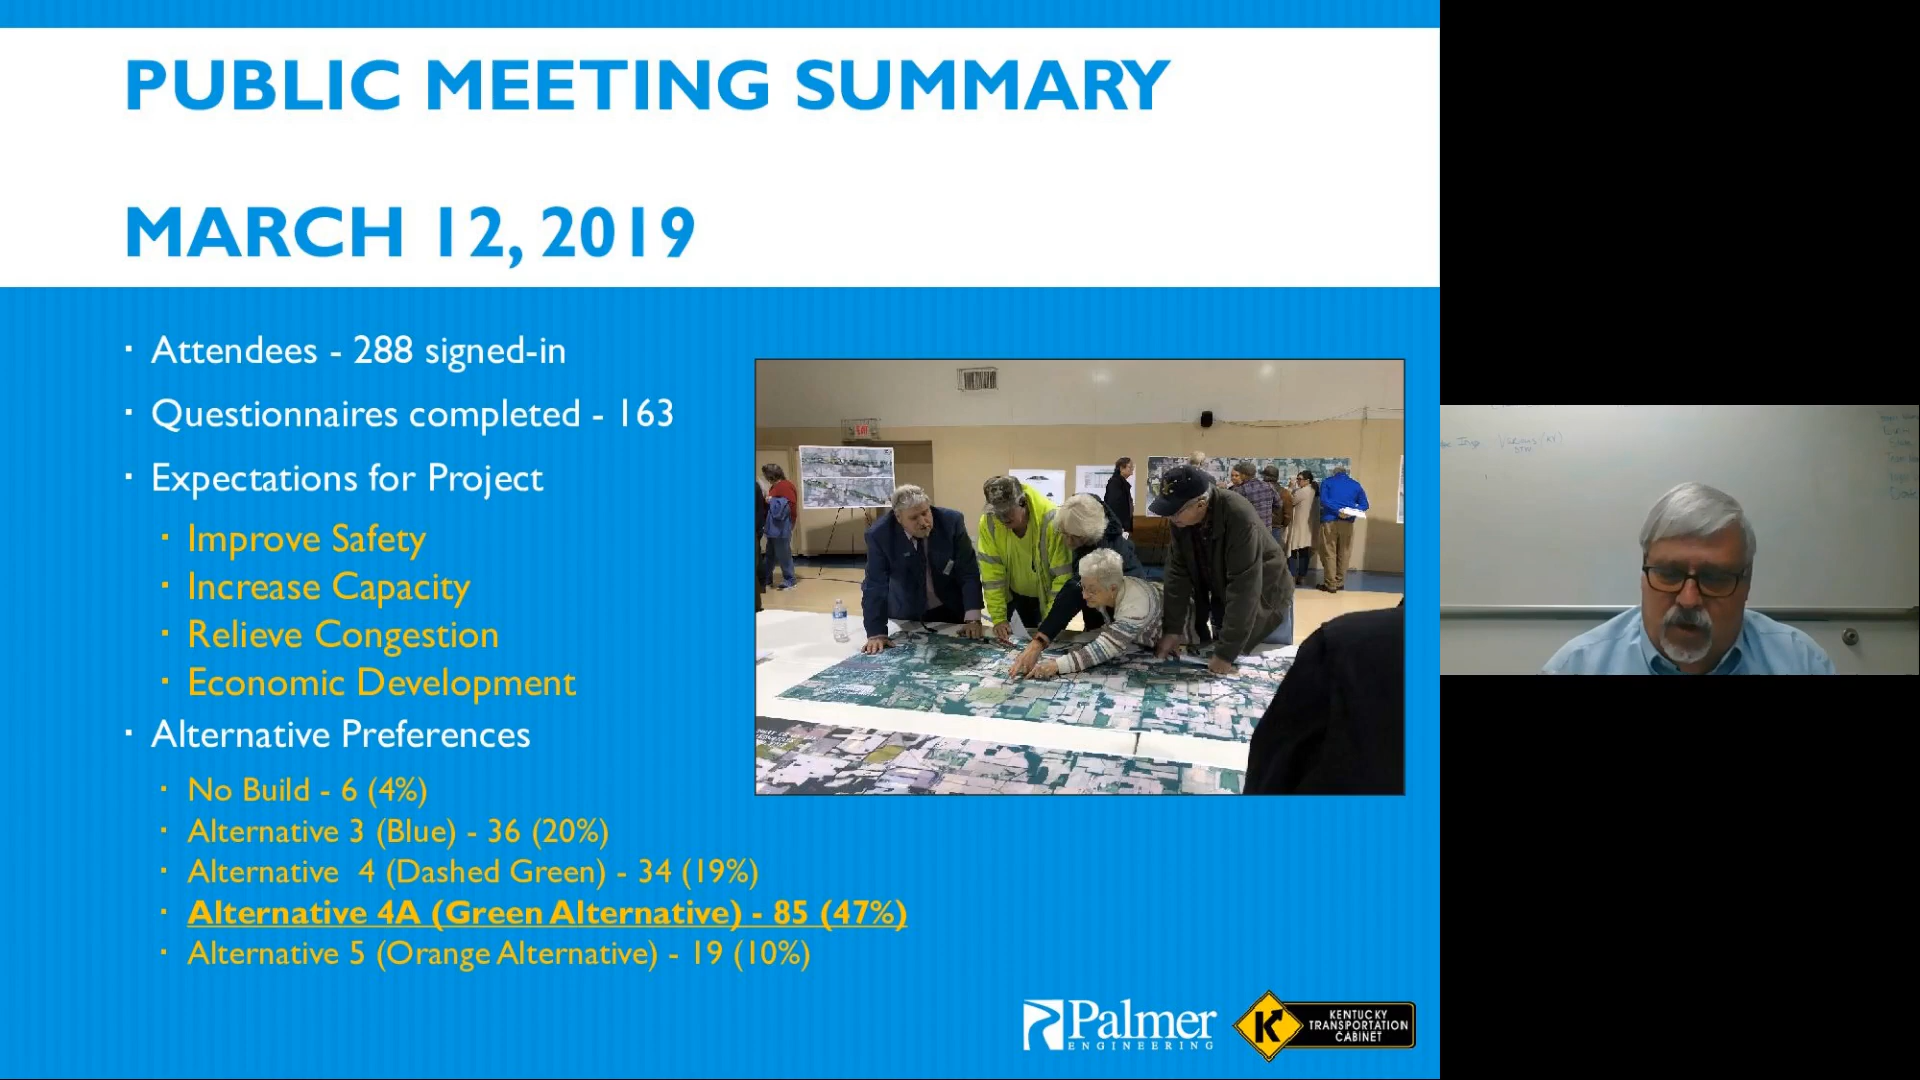 PUBLIC MEETING SUMMARY
MARCH 12, 2019
Attendees - 288 signed-in
Questionnaires completed - 163
Expectations for Project
Improve Safety
Increase Capacity
Relieve Congestion
Economic Development
Alternative Preferences
No Build - 6 (4%)
Alternative 3 (Blue) - 36 (20%)
Alternative 4 (Dashed Green) - 34 (19%)
Alternative 4A (Green Alternative) - 85 (47%)
Alternative 5 (Orange Alternative) - 19 (10%)
Palmer
ENGINEERING
K
KENTUCKY
TRANSPORTATION
CABINET